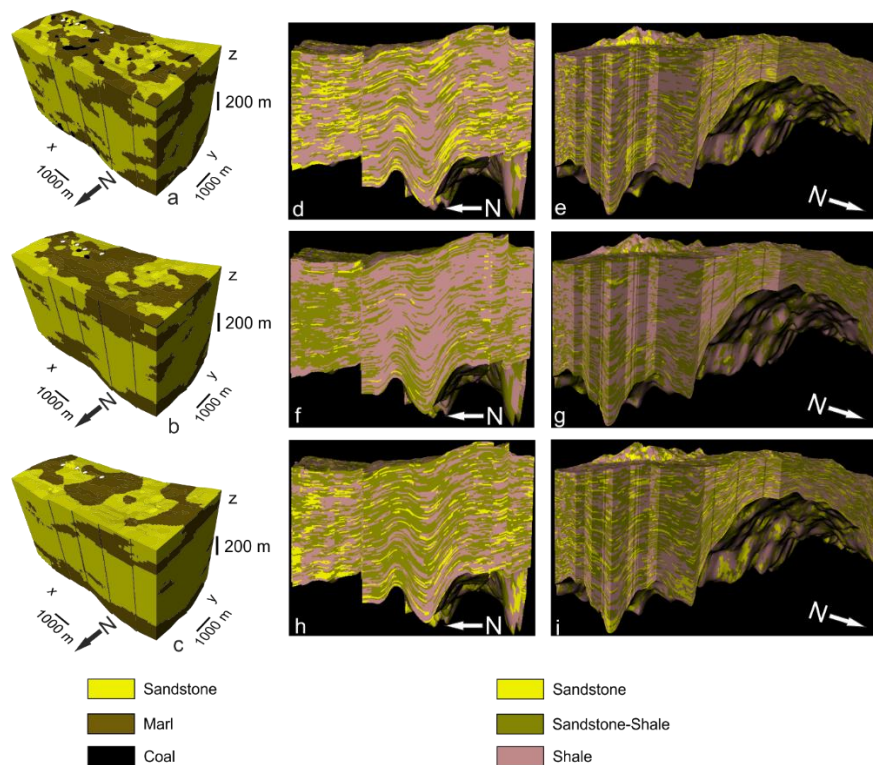 z
200 m
x
1000 m
N
y
1000 m
a
z
200 m
x
1000 m
N
y
1000 m
b
z
200 m
x
1000 m
N
y
1000 m
c
d
N
e
N
f
N
g
N
h
N
i
N
Sandstone
Marl
Coal
Sandstone
Sandstone-Shale
Shale